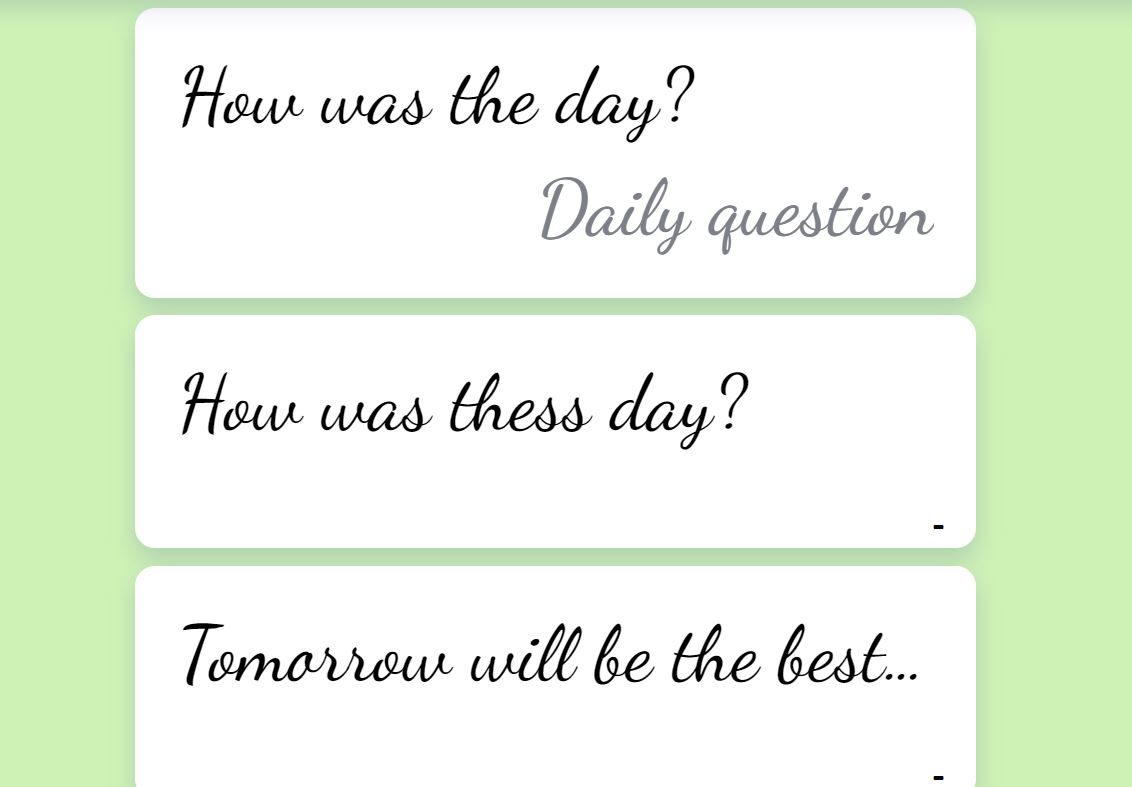 How was the day?
Daily question
How was thess day?
-
Tomorrow will be the best...
-